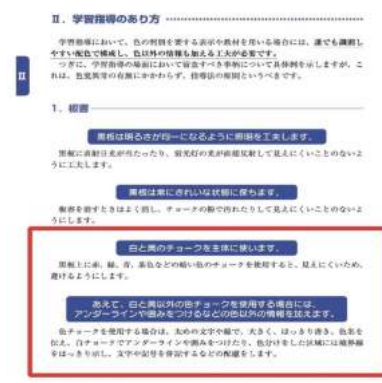 Ⅱ．学習指導のあり方
学習指導において、色の判別を要する表示や教材を用いる場合には、誰でも識別し
やすい配色で構成し、色以外の情報も加える工夫が必要です。
つぎに、学習指導の場面において留意すべき事柄について具体例を示しますが、こ
れは、色覚異常の有無にかかわらず、指導法の原則というべきです。
Ⅱ
1．板書
黒板は明るさが均一になるように照明を工夫します。
黒板に直射日光が当たったり、蛍光灯の光が直接反射して見えにくいことのないよ
うに工夫します。
黒板は常にきれいな状態に保ちます。
板書を消すときはよく消し、チョークの粉で汚れたりして見えにくいことのないよ
うにします。
白と黄のチョークを主体に使います。
黒板上に赤、緑、青、茶色などの暗い色のチョークを使用すると、見えにくいため、
避けるようにします。
あえて、白と黄以外の色チョークを使用する場合には、
アンダーラインや囲みをつけるなどの色以外の情報を加えます。
色チョークを使用する場合は、太めの文字や線で、大きく、はっきり書き、色名を
伝え、白チョークでアンダーラインや囲みをつけたり、色分けをした区域には境界線
をはっきり示し、文字や記号を併記するなどの配慮をします。